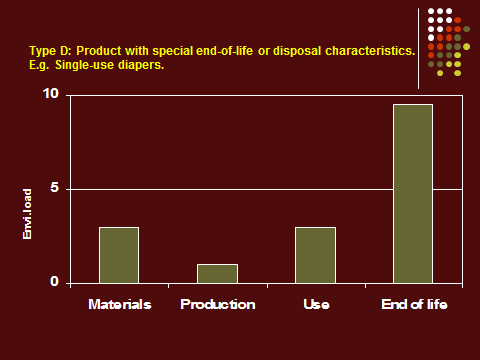 Type D: Product with special end-of-life or disposal characteristics.
E.g. Single-use diapers.
10
5
0
Envi.load
Materials Production Use End of life